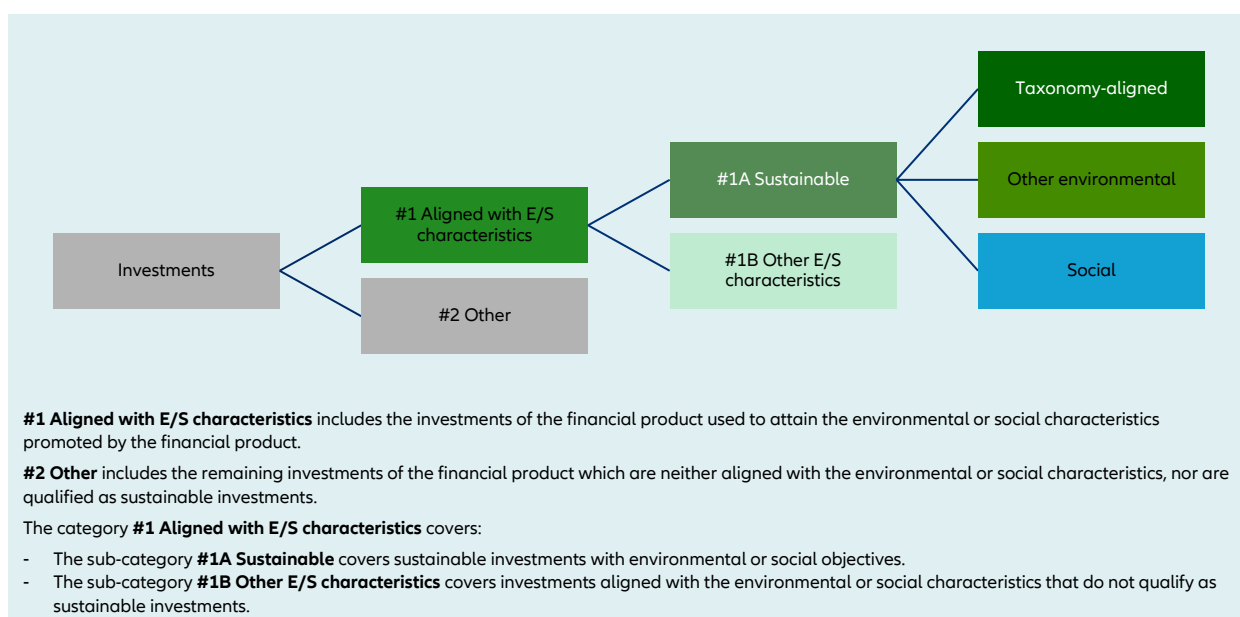 Taxonomy-aligned
#1A Sustainable
Other environmental
#1 Aligned with E/S
characteristics
#1B Other E/S
characteristics
Investments
Social
#2 Other
#1 Aligned with E/S characteristics includes the investments of the financial product used to attain the environmental or social characteristics
promoted by the financial product.
#2 Other includes the remaining investments of the financial product which are neither aligned with the environmental or social characteristics, nor are
qualified as sustainable investments.
The category #1 Aligned with E/S characteristics covers:
- The sub-category #1A Sustainable covers sustainable investments with environmental or social objectives.
- The sub-category #1B Other E/S characteristics covers investments aligned with the environmental or social characteristics that do not qualify as
sustainable investments.